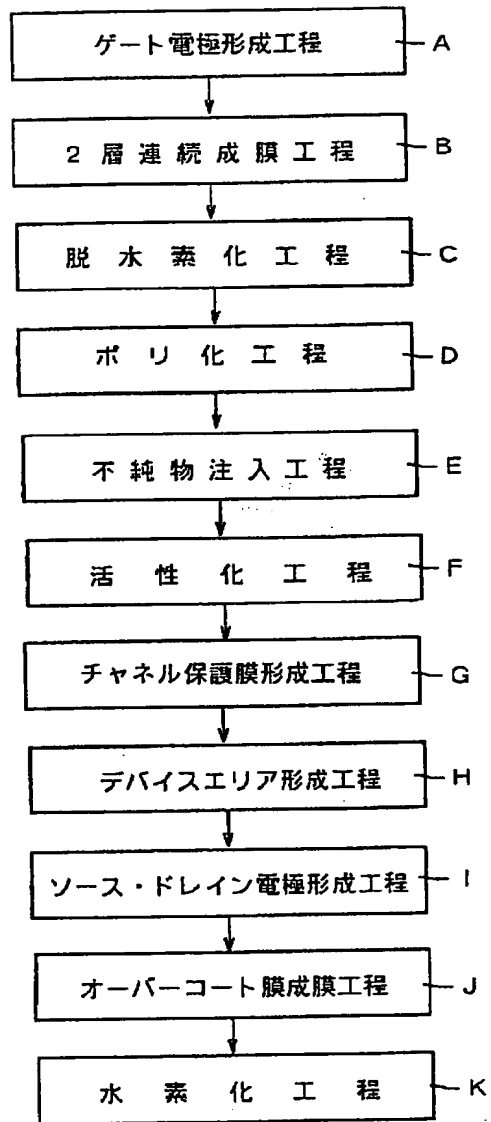 ゲート電極形成工程 A
2層連続成膜工程 B
脱水素化工程 C
ポリ化工程 D
不純物注入工程 E
活性化工程 F
チャネル保護膜形成工程 G
デバイスエリア形成工程 H
ソース・ドレイン電極形成工程 I
オーバーコート膜成膜工程 J
水素化工程 K